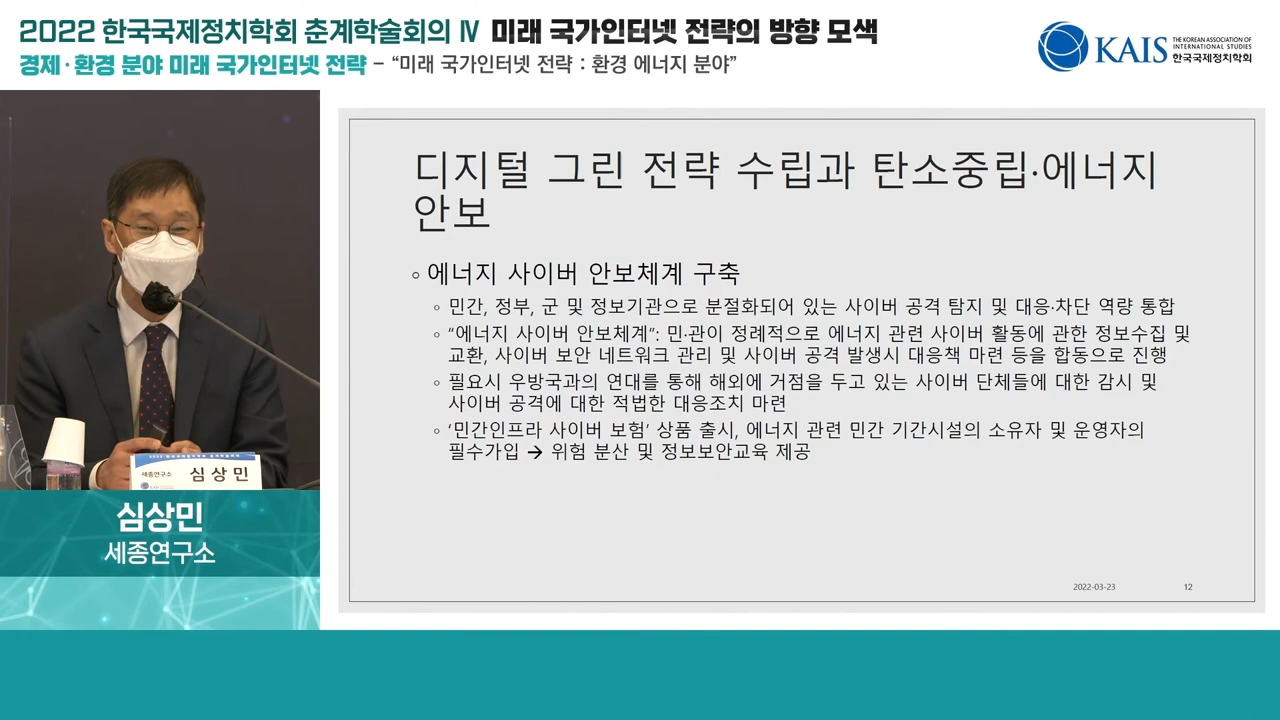 2022 한국국제정치학회 춘계학술회의 Ⅳ 미래 국가인터넷 전략의 방향 모색
경제·환경 분야 미래 국가인터넷 전략 – “미래 국가인터넷 전략 : 환경 에너지 분야”
KAIS
THE KOREAN ASSOCIATION OF
INTERNATIONAL STUDIES
한국국제정치학회
디지털 그린 전략 수립과 탄소중립·에너지
안보
◦ 에너지 사이버 안보체계 구축
◦ 민간, 정부, 군 및 정보기관으로 분절화되어 있는 사이버 공격 탐지 및 대응·차단 역량 통합
◦ “에너지 사이버 안보체계”: 민·관이 정례적으로 에너지 관련 사이버 활동에 관한 정보수집 및
교환, 사이버 보안 네트워크 관리 및 사이버 공격 발생시 대응책 마련 등을 합동으로 진행
◦ 필요시 우방국과의 연대를 통해 해외에 거점을 두고 있는 사이버 단체들에 대한 감시 및
사이버 공격에 대한 적법한 대응조치 마련
◦ ‘민간인프라 사이버 보험’ 상품 출시, 에너지 관련 민간 기간시설의 소유자 및 운영자의
필수가입 → 위험 분산 및 정보보안교육 제공
2022-03-23
12
2022 한국국제정치학회 춘계학술회의
세종연구소 심상민
심상민
세종연구소